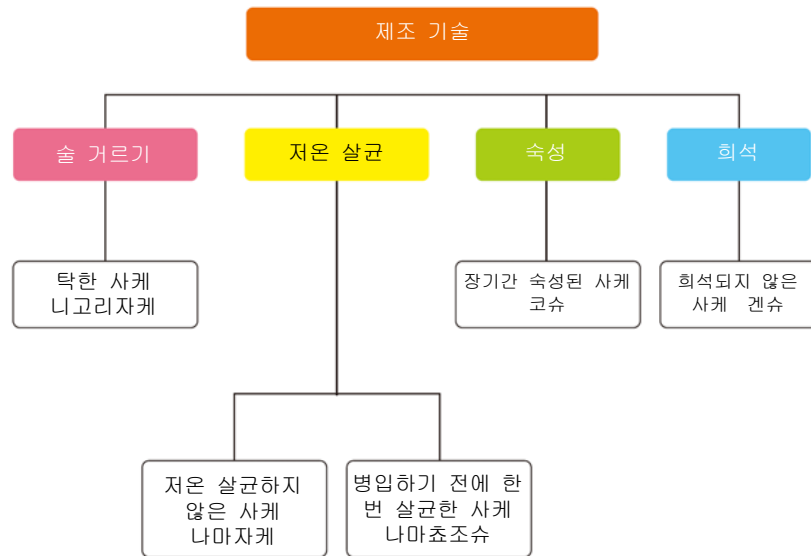 제조 기술
술 거르기
저온 살균
숙성
희석
탁한 사케
니고리자케
장기간 숙성된 사케
코슈
희석되지 않은
사케 겐슈
저온 살균하지
않은 사케
나마자케
병입하기 전에 한
번 살균한 사케
나마쵸조슈